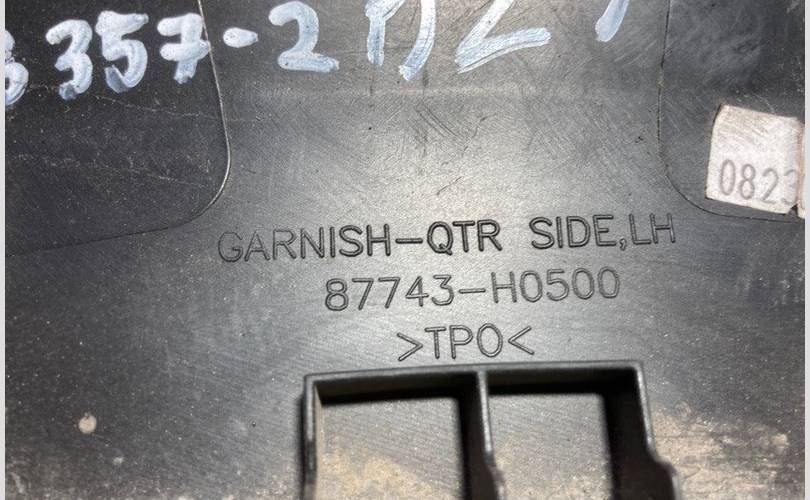 357-2
0823
GARNISH-QTR SIDE,LH
87743-H0500
>TPO<